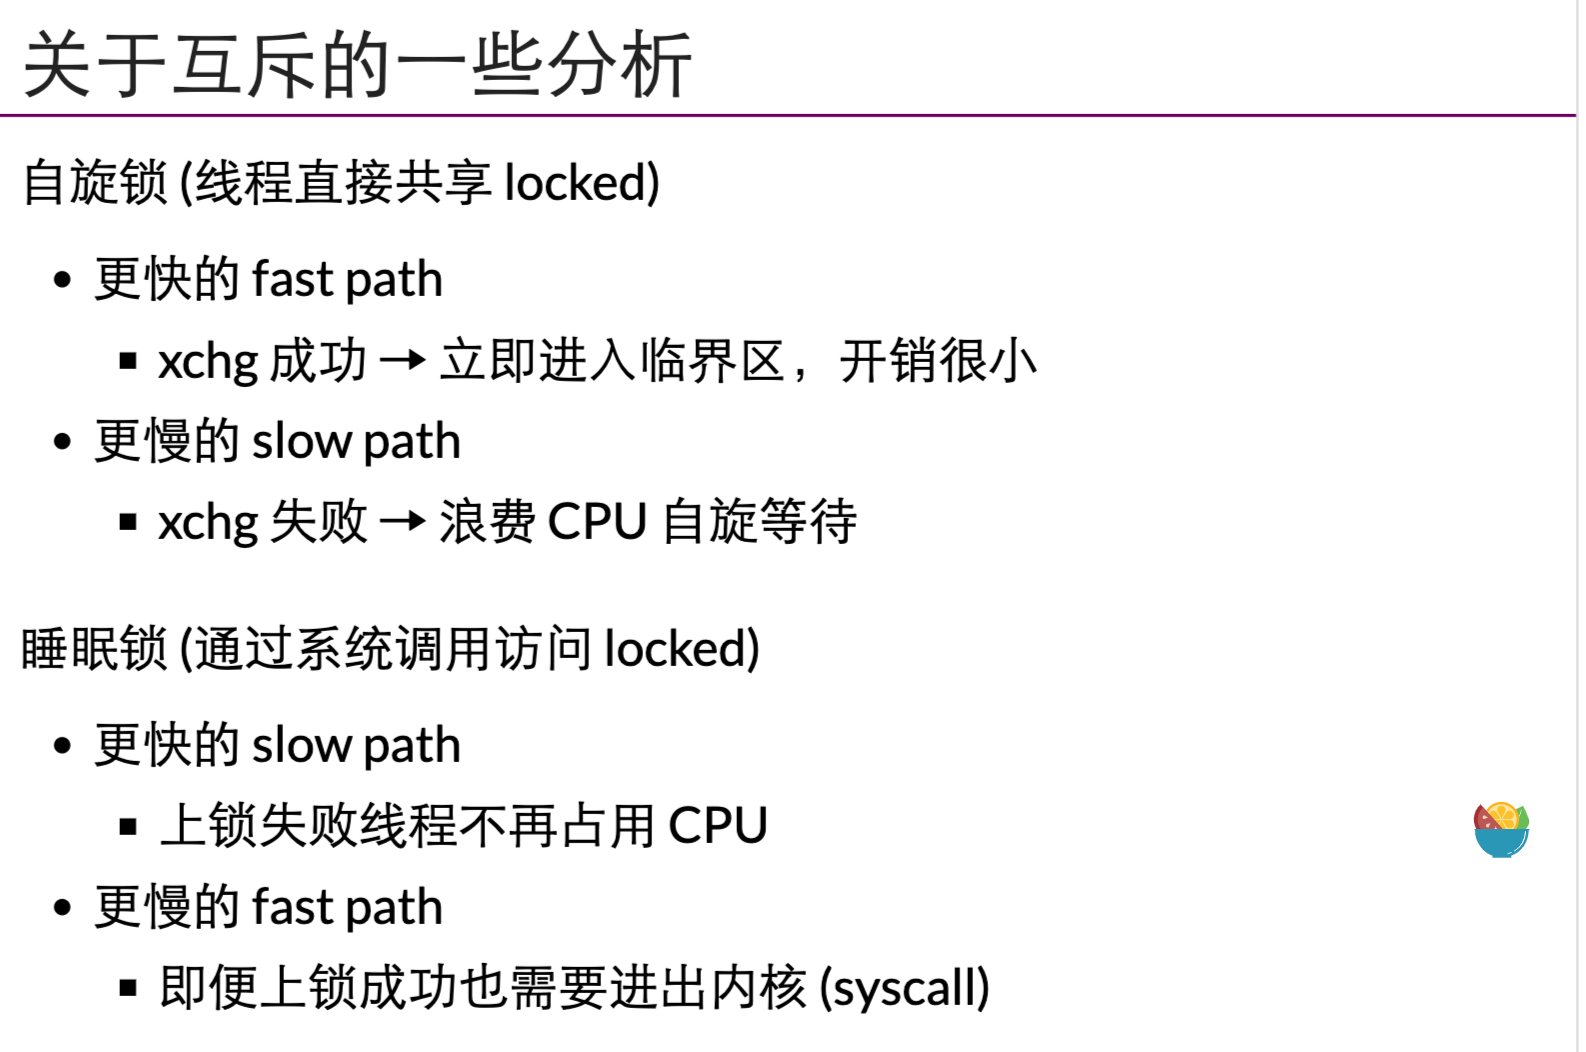 关于互斥的一些分析
自旋锁 (线程直接共享 locked)
• 更快的 fast path
▪ xchg 成功 → 立即进入临界区，开销很小
• 更慢的 slow path
▪ xchg 失败 → 浪费 CPU 自旋等待
睡眠锁 (通过系统调用访问 locked)
• 更快的 slow path
▪ 上锁失败线程不再占用 CPU
• 更慢的 fast path
▪ 即便上锁成功也需要进出内核 (syscall)